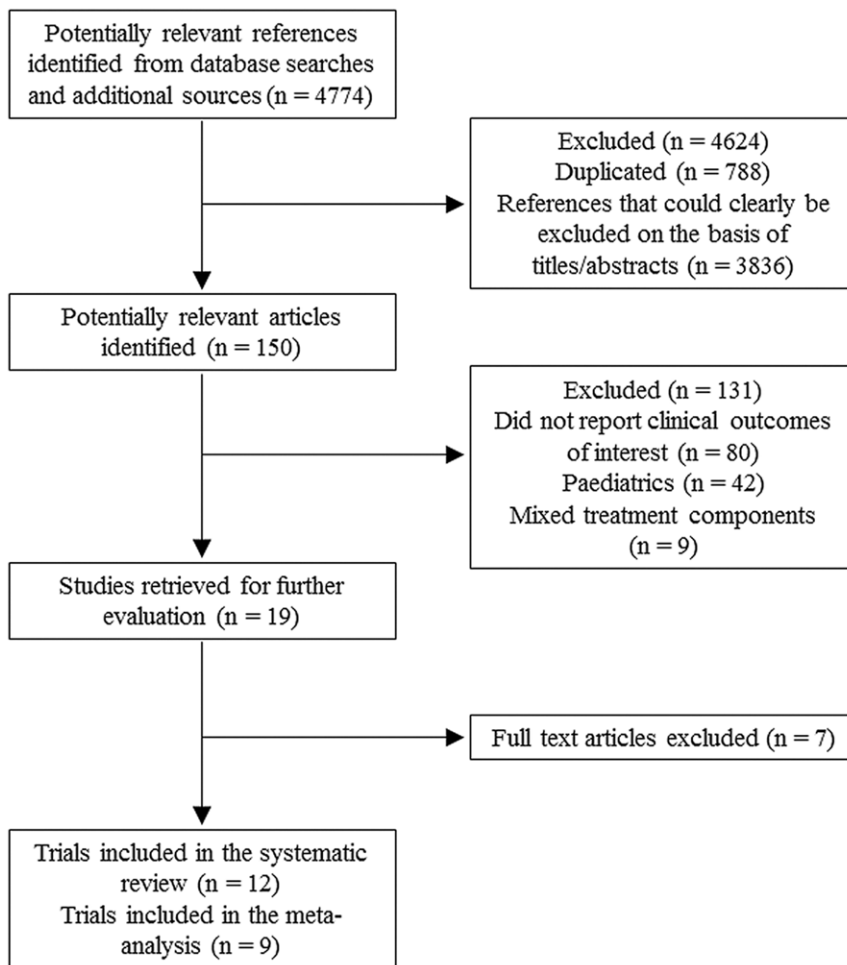 Potentially relevant references
identified from database searches
and additional sources (n = 4774)
Excluded (n = 4624)
Duplicated (n = 788)
References that could clearly be
excluded on the basis of
titles/abstracts (n = 3836)
Potentially relevant articles
identified (n = 150)
Excluded (n = 131)
Did not report clinical outcomes
of interest (n = 80)
Paediatrics (n = 42)
Mixed treatment components
(n = 9)
Studies retrieved for further
evaluation (n = 19)
Full text articles excluded (n = 7)
Trials included in the systematic
review (n = 12)
Trials included in the meta-
analysis (n = 9)